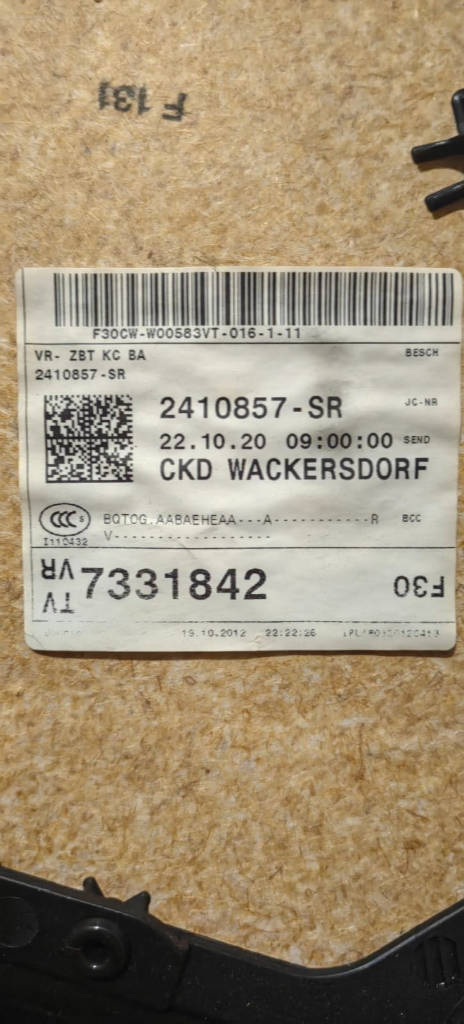 F 131
F30CW-W00583VT-016-1-11
VR- ZBT KC BA BESCH
2410857-SR
2410857-SR JC-NR
22.10.20 09:00:00 SEND
CKD WACKERSDORF
CCC S BQTOG.AABAEHEAA---A-----------R BCC
I110432 V------------------
TV VR 7331842 F30
19.10.2012 22:22:26